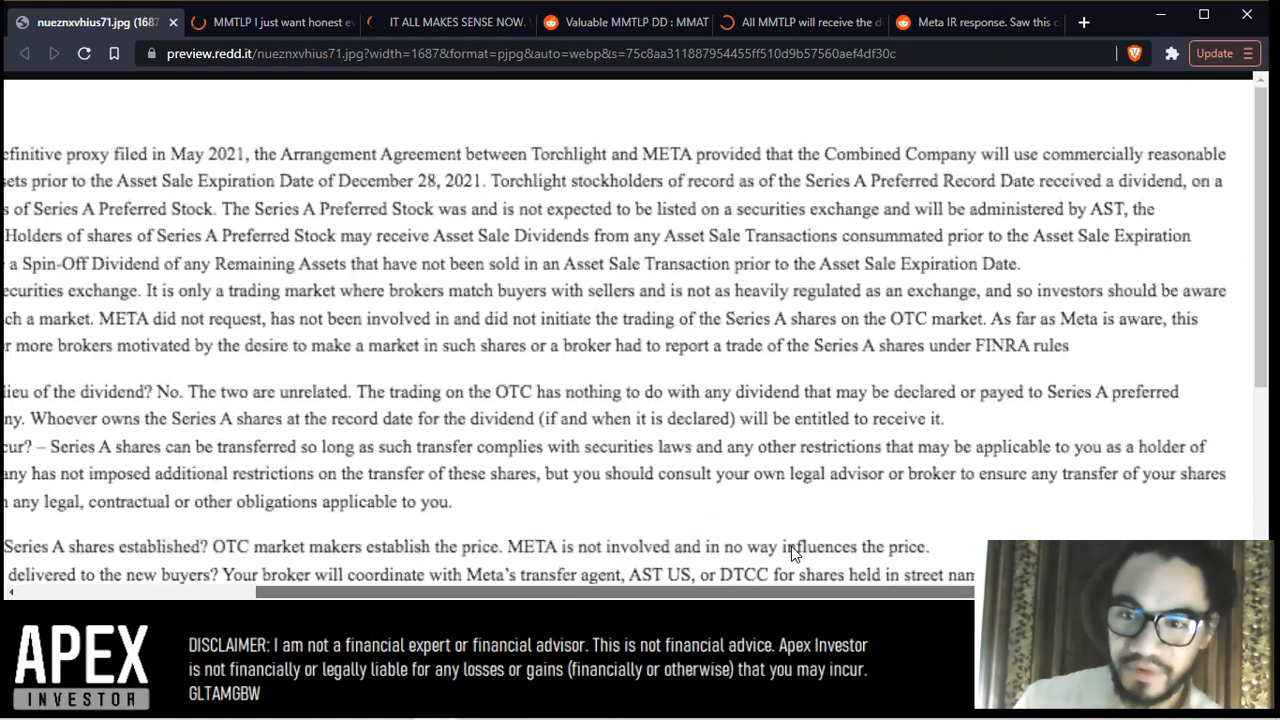 nueznxvhius71.jpg (1687
MMTLP I just want honest e
IT ALL MAKES SENSE NOW.
Valuable MMTLP DD : MMAT
All MMTLP will receive the d
Meta IR response. Saw this c
preview.redd.it/nueznxvhius71.jpg?width=1687&format=pjpg&auto=webp&s=75c8aa311887954455ff510d9b57560aef4df30c
Update
efinitive proxy filed in May 2021, the Arrangement Agreement between Torchlight and META provided that the Combined Company will use commercially reasonable
sets prior to the Asset Sale Expiration Date of December 28, 2021. Torchlight stockholders of record as of the Series A Preferred Record Date received a dividend, on a
s of Series A Preferred Stock. The Series A Preferred Stock was and is not expected to be listed on a securities exchange and will be administered by AST, the
Holders of shares of Series A Preferred Stock may receive Asset Sale Dividends from any Asset Sale Transactions consummated prior to the Asset Sale Expiration
a Spin-Off Dividend of any Remaining Assets that have not been sold in an Asset Sale Transaction prior to the Asset Sale Expiration Date.
ecurities exchange. It is only a trading market where brokers match buyers with sellers and is not as heavily regulated as an exchange, and so investors should be aware
ch a market. META did not request, has not been involved in and did not initiate the trading of the Series A shares on the OTC market. As far as Meta is aware, this
r more brokers motivated by the desire to make a market in such shares or a broker had to report a trade of the Series A shares under FINRA rules
lieu of the dividend? No. The two are unrelated. The trading on the OTC has nothing to do with any dividend that may be declared or payed to Series A preferred
ny. Whoever owns the Series A shares at the record date for the dividend (if and when it is declared) will be entitled to receive it.
cur? – Series A shares can be transferred so long as such transfer complies with securities laws and any other restrictions that may be applicable to you as a holder of
any has not imposed additional restrictions on the transfer of these shares, but you should consult your own legal advisor or broker to ensure any transfer of your shares
n any legal, contractual or other obligations applicable to you.
Series A shares established? OTC market makers establish the price. META is not involved and in no way influences the price.
delivered to the new buyers? Your broker will coordinate with Meta's transfer agent, AST US, or DTCC for shares held in street nam
APEX
INVESTOR
DISCLAIMER: I am not a financial expert or financial advisor. This is not financial advice. Apex Investor
is not financially or legally liable for any losses or gains (financially or otherwise) that you may incur.
GLTAMGBW